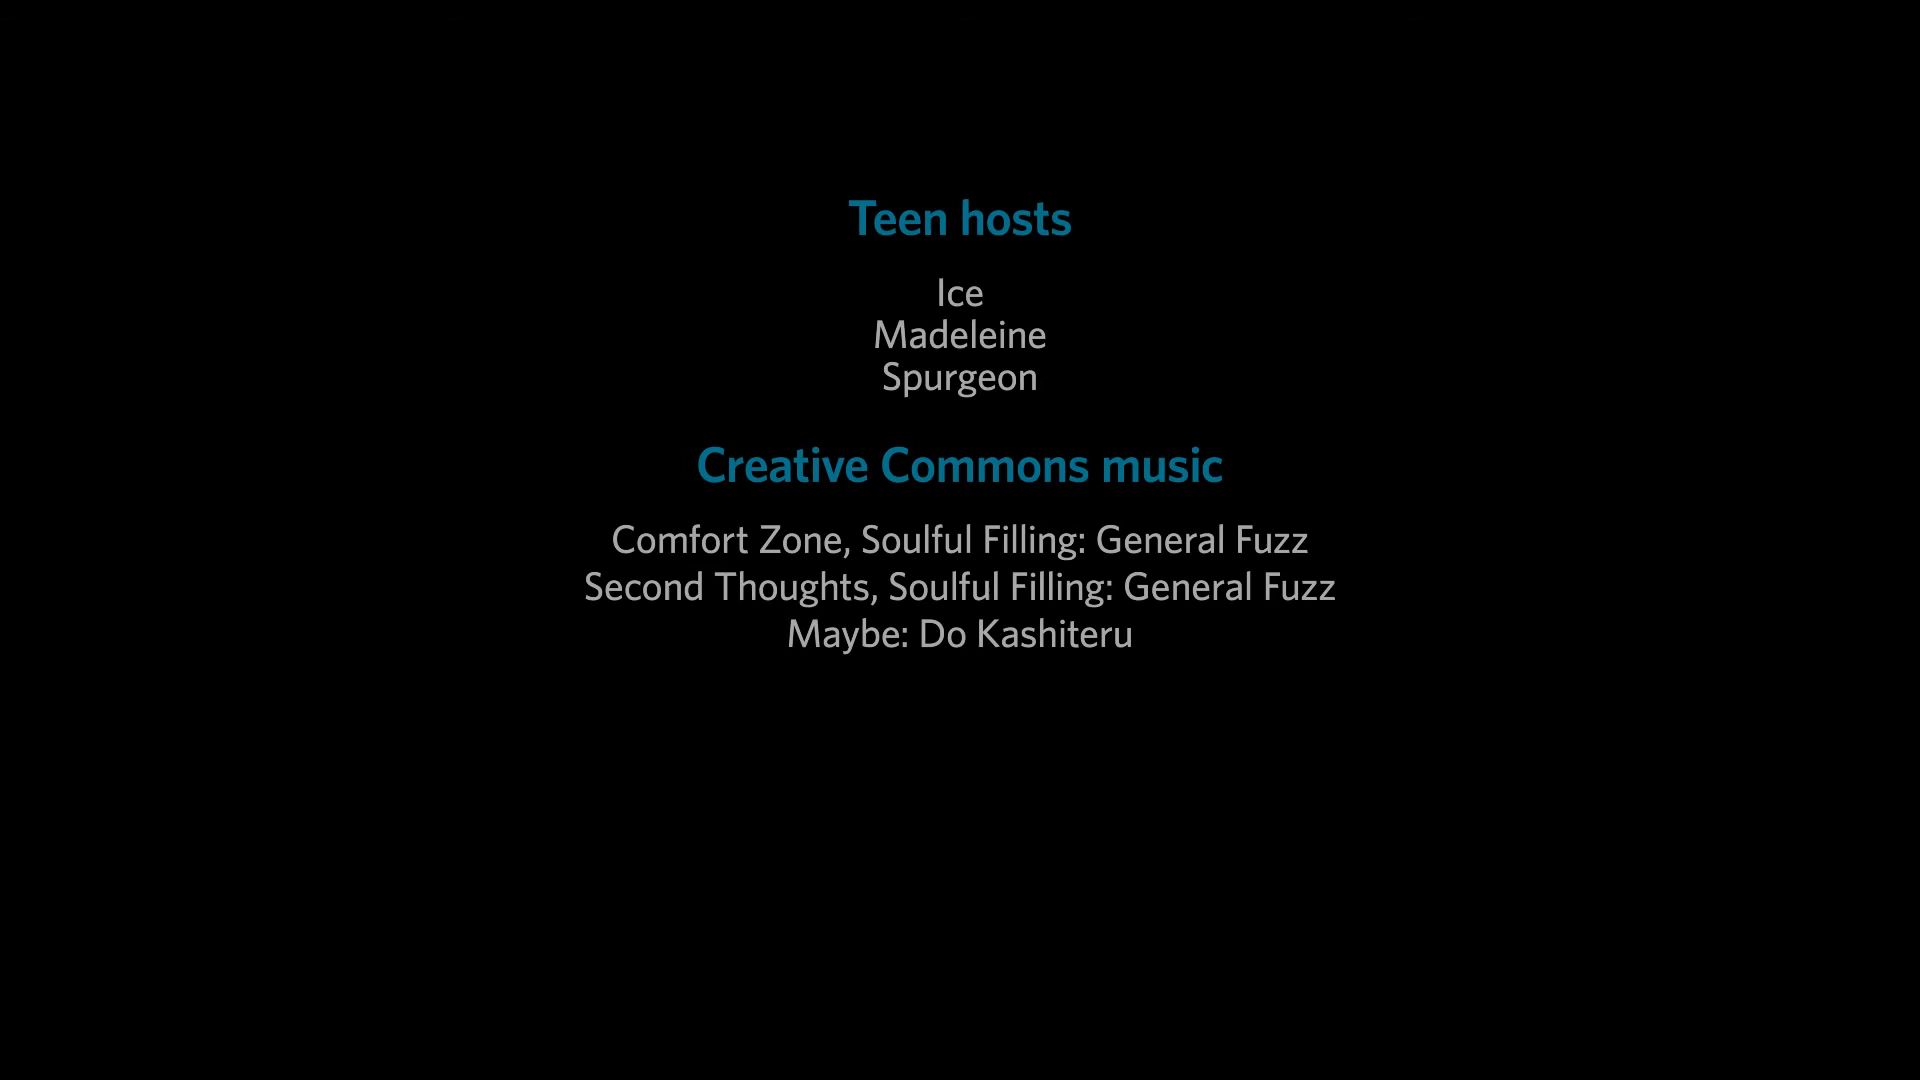 Teen hosts
Ice
Madeleine
Spurgeon
Creative Commons music
Comfort Zone, Soulful Filling: General Fuzz
Second Thoughts, Soulful Filling: General Fuzz
Maybe: Do Kashiteru